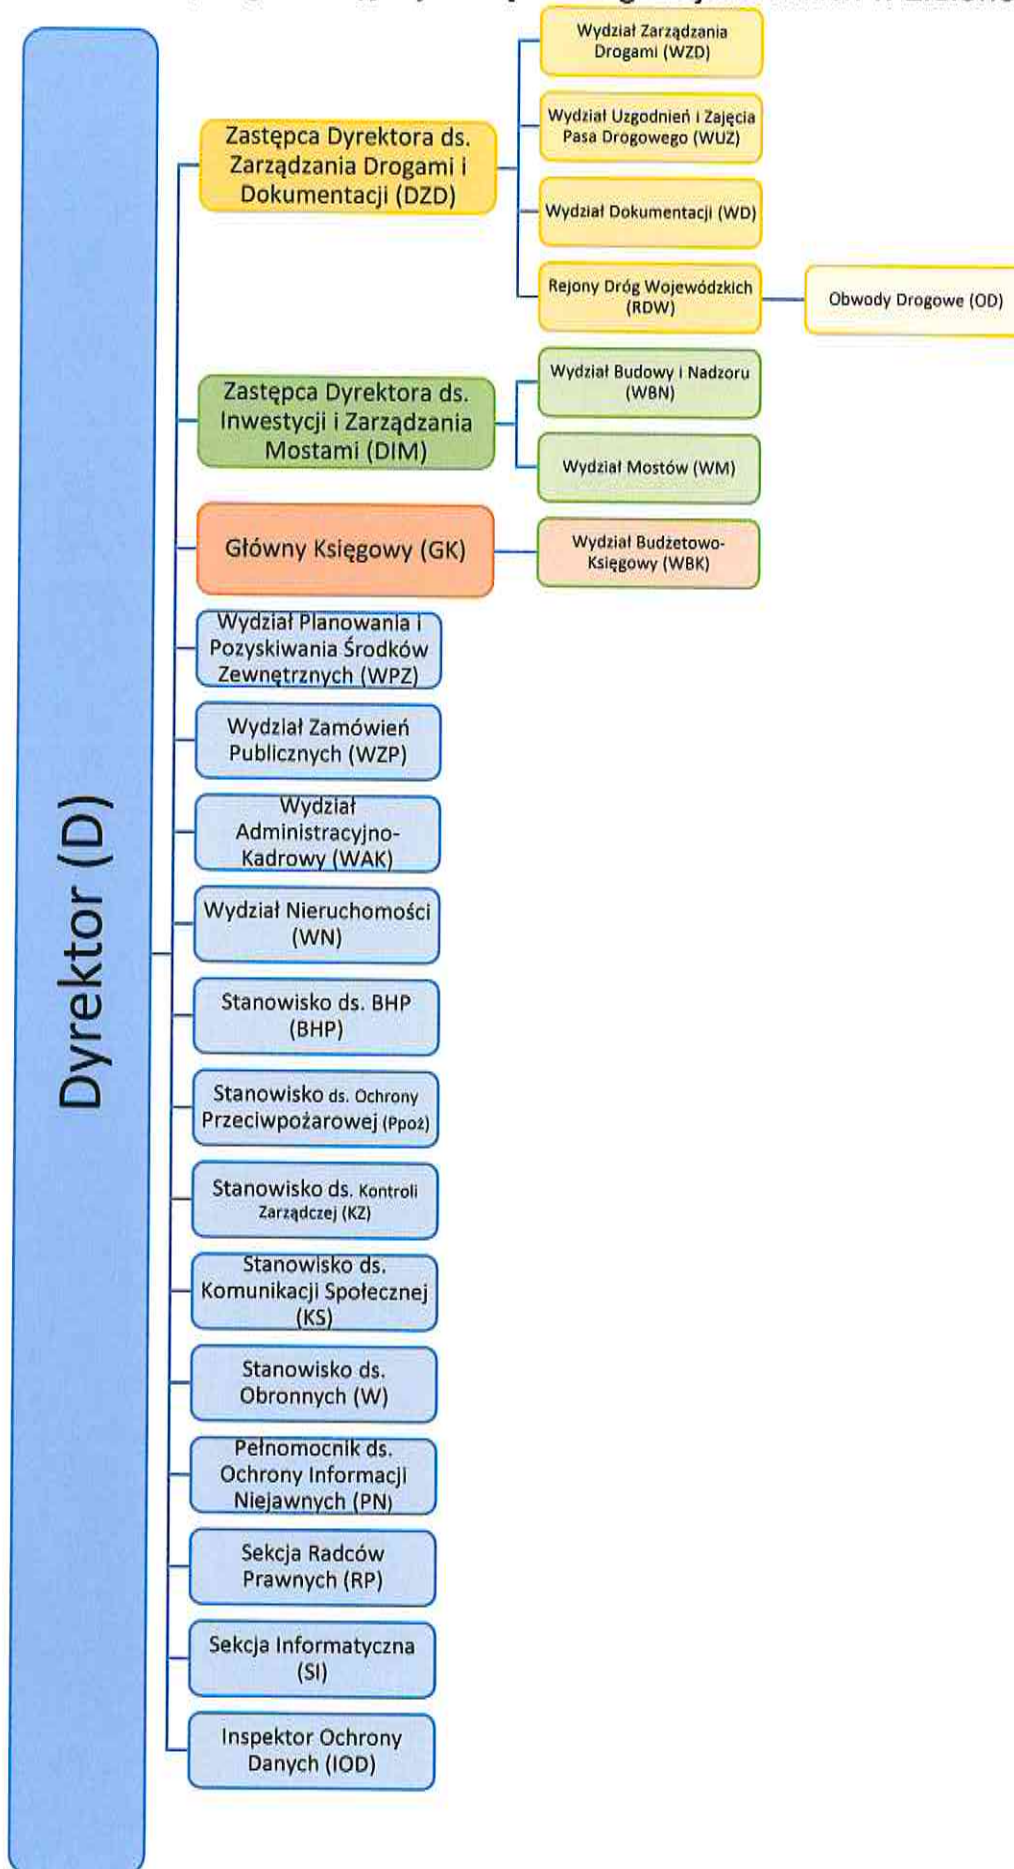 Dyrektor (D)
Zastępca Dyrektora ds.
Zarządzania Drogami i
Dokumentacji (DZD)
Wydział Zarządzania
Drogami (WZD)
Wydział Uzgodnień i Zajęcia
Pasa Drogowego (WUZ)
Wydział Dokumentacji (WD)
Rejony Dróg Wojewódzkich
(RDW)
Obwody Drogowe (OD)
Zastępca Dyrektora ds.
Inwestycji i Zarządzania
Mostami (DIM)
Wydział Budowy i Nadzoru
(WBN)
Wydział Mostów (WM)
Główny Księgowy (GK)
Wydział Budżetowo-
Księgowy (WBK)
Wydział Planowania i
Pozyskiwania Środków
Zewnętrznych (WPZ)
Wydział Zamówień
Publicznych (WZP)
Wydział
Administracyjno-
Kadrowy (WAK)
Wydział Nieruchomości
(WN)
Stanowisko ds. BHP
(BHP)
Stanowisko ds. Ochrony
Przeciwpożarowej (Ppoż)
Stanowisko ds. Kontroli
Zarządczej (KZ)
Stanowisko ds.
Komunikacji Społecznej
(KS)
Stanowisko ds.
Obronnych (W)
Pełnomocnik ds.
Ochrony Informacji
Niejawnych (PN)
Sekcja Radców
Prawnych (RP)
Sekcja Informatyczna
(SI)
Inspektor Ochrony
Danych (IOD)